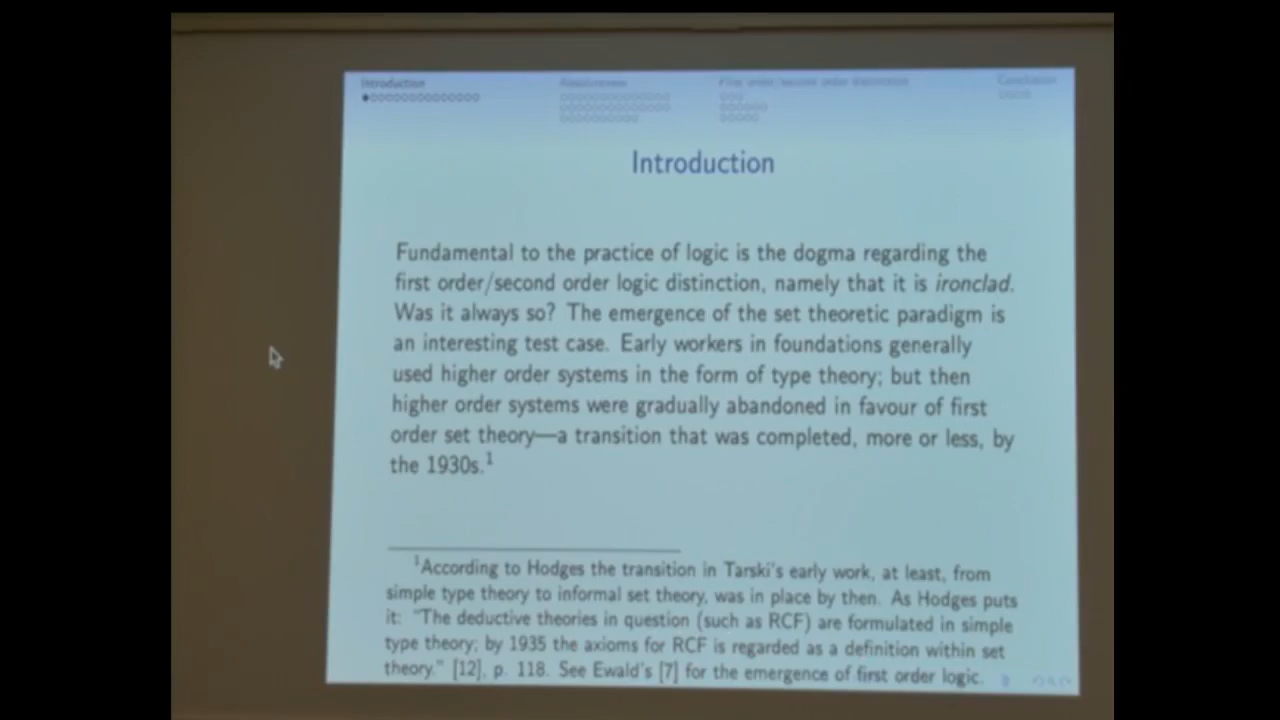 Introduction
First order/second order distinction
Conclusion
Introduction
Fundamental to the practice of logic is the dogma regarding the
first order/second order logic distinction, namely that it is ironclad.
Was it always so? The emergence of the set theoretic paradigm is
an interesting test case. Early workers in foundations generally
used higher order systems in the form of type theory; but then
higher order systems were gradually abandoned in favour of first
order set theory—a transition that was completed, more or less, by
the 1930s.¹
¹According to Hodges the transition in Tarski's early work, at least, from
simple type theory to informal set theory, was in place by then. As Hodges puts
it: "The deductive theories in question (such as RCF) are formulated in simple
type theory; by 1935 the axioms for RCF is regarded as a definition within set
theory." [12], p. 118. See Ewald's [7] for the emergence of first order logic.